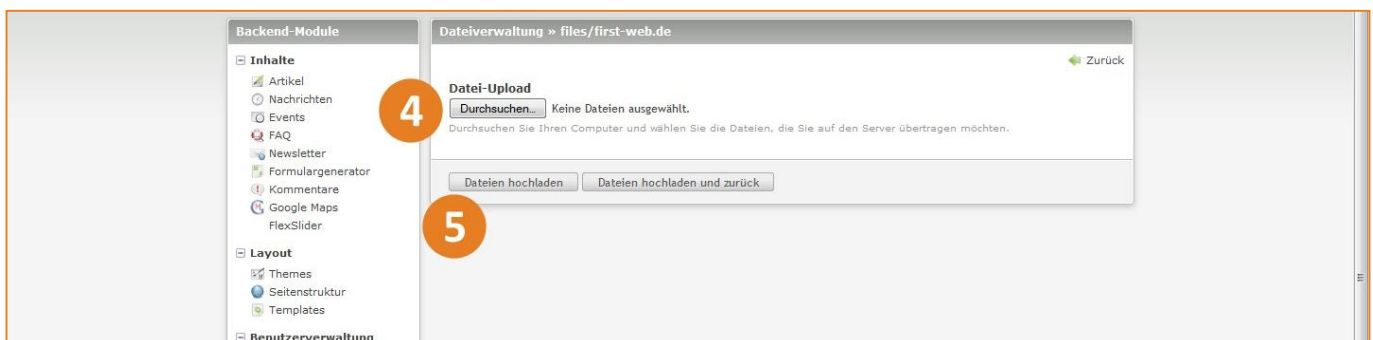 Backend-Module
Inhalte
Artikel
Nachrichten
Events
FAQ
Newsletter
Formulargenerator
Kommentare
Google Maps
FlexSlider
Layout
Themes
Seitenstruktur
Templates
Benutzerverwaltung
Dateiverwaltung » files/first-web.de
Zurück
Datei-Upload
4
Durchsuchen... Keine Dateien ausgewählt.
Durchsuchen Sie Ihren Computer und wählen Sie die Dateien, die Sie auf den Server übertragen möchten.
Dateien hochladen Dateien hochladen und zurück
5